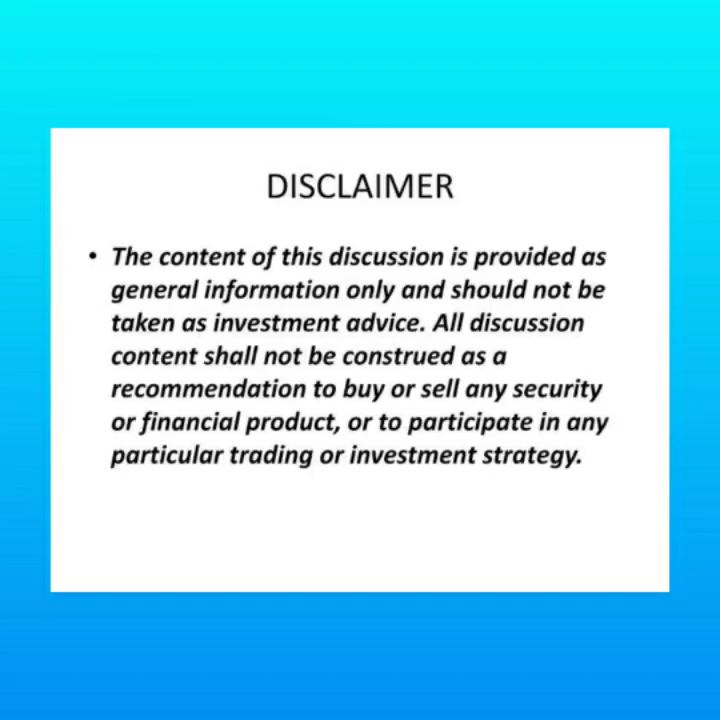 DISCLAIMER
• The content of this discussion is provided as
general information only and should not be
taken as investment advice. All discussion
content shall not be construed as a
recommendation to buy or sell any security
or financial product, or to participate in any
particular trading or investment strategy.